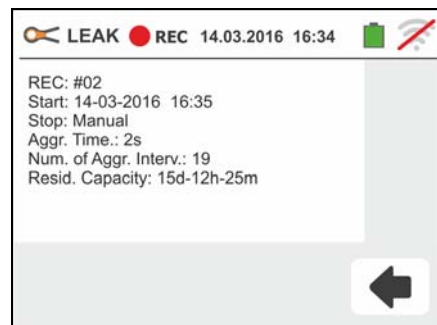 LEAK REC 14.03.2016 16:34
REC: #02
Start: 14-03-2016 16:35
Stop: Manual
Aggr. Time.: 2s
Num. of Aggr. Interv.: 19
Resid. Capacity: 15d-12h-25m